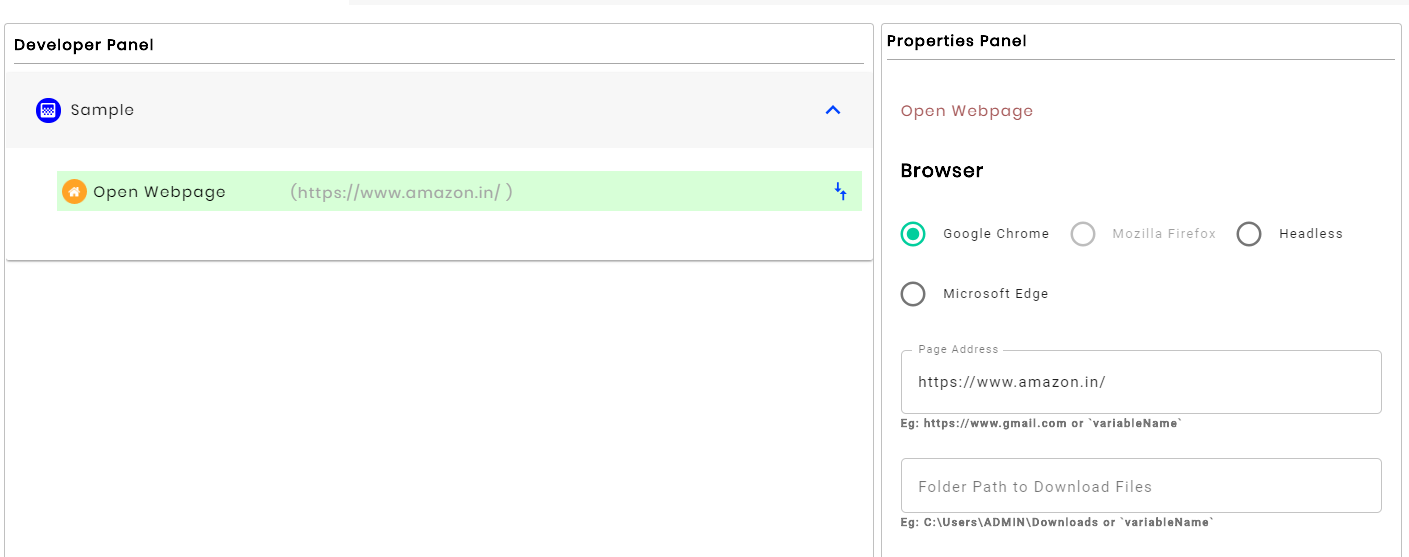 Developer Panel
Sample
Open Webpage (https://www.amazon.in/ )
Properties Panel
Open Webpage
Browser
Google Chrome Mozilla Firefox Headless
Microsoft Edge
Page Address
https://www.amazon.in/
Eg: https://www.gmail.com or `variableName`
Folder Path to Download Files
Eg: C:\Users\ADMIN\Downloads or `variableName`